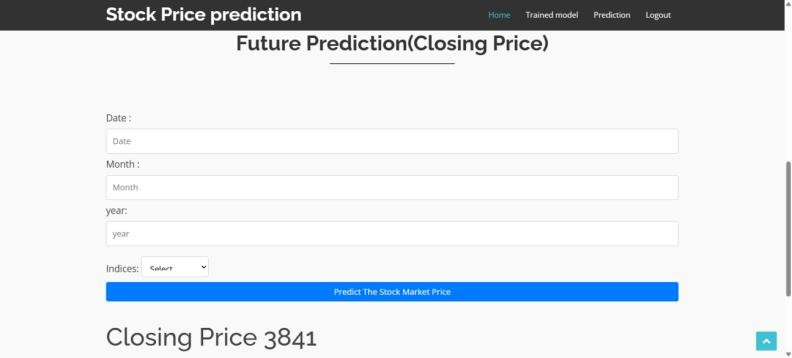 Stock Price prediction
Home Trained model Prediction Logout
Future Prediction(Closing Price)
Date :
Date
Month :
Month
year:
year
Indices: Select
Predict The Stock Market Price
Closing Price 3841